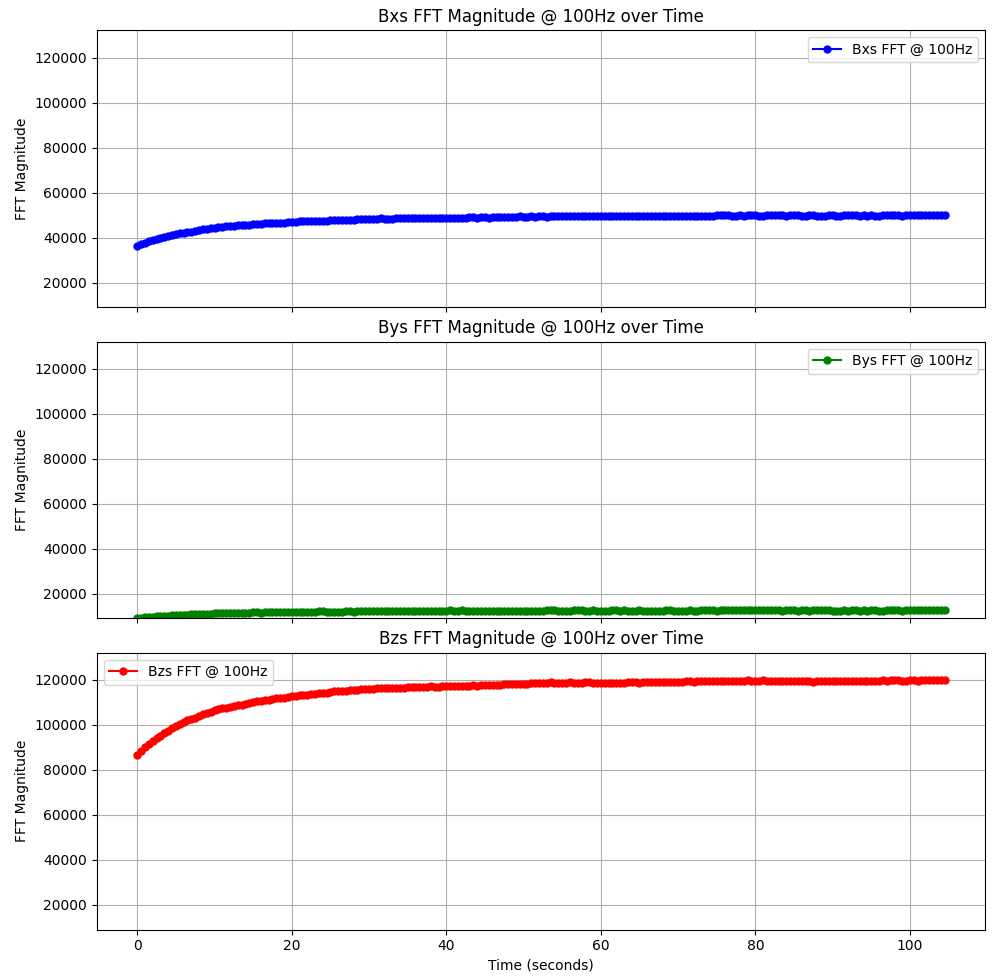 Bxs FFT Magnitude @ 100Hz over Time
Bxs FFT @ 100Hz
120000
100000
80000
60000
40000
20000
FFT Magnitude
Bys FFT Magnitude @ 100Hz over Time
Bys FFT @ 100Hz
120000
100000
80000
60000
40000
20000
FFT Magnitude
Bzs FFT Magnitude @ 100Hz over Time
Bzs FFT @ 100Hz
120000
100000
80000
60000
40000
20000
FFT Magnitude
0 20 40 60 80 100
Time (seconds)